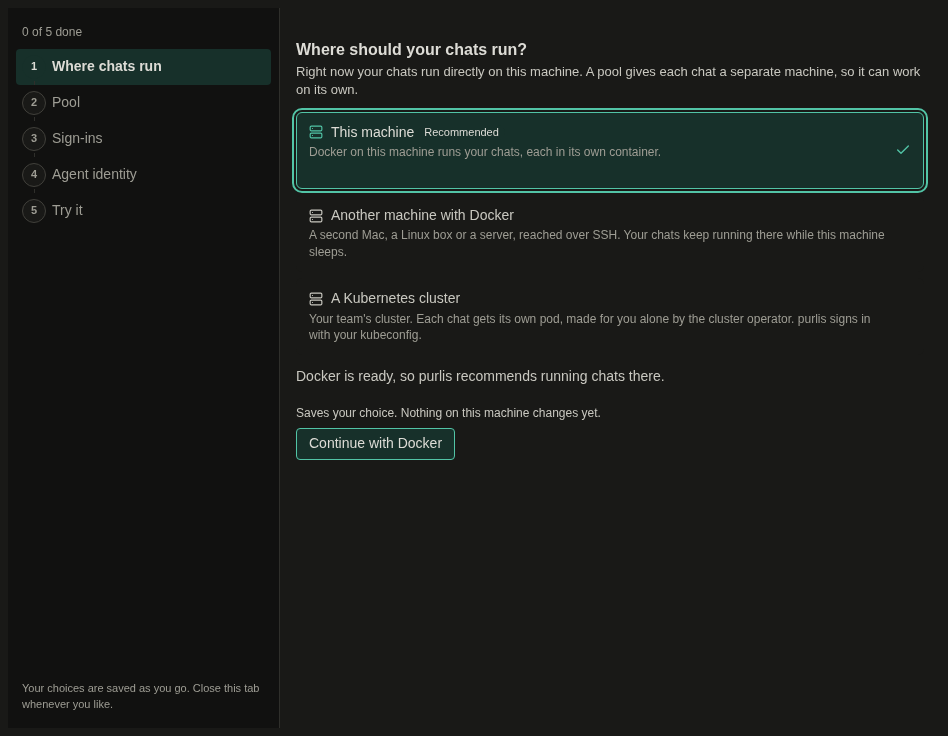 0 of 5 done
1 Where chats run
2 Pool
3 Sign-ins
4 Agent identity
5 Try it
Your choices are saved as you go. Close this tab
whenever you like.
Where should your chats run?
Right now your chats run directly on this machine. A pool gives each chat a separate machine, so it can work
on its own.
This machine Recommended
Docker on this machine runs your chats, each in its own container.
Another machine with Docker
A second Mac, a Linux box or a server, reached over SSH. Your chats keep running there while this machine
sleeps.
A Kubernetes cluster
Your team's cluster. Each chat gets its own pod, made for you alone by the cluster operator. purlis signs in
with your kubeconfig.
Docker is ready, so purlis recommends running chats there.
Saves your choice. Nothing on this machine changes yet.
Continue with Docker